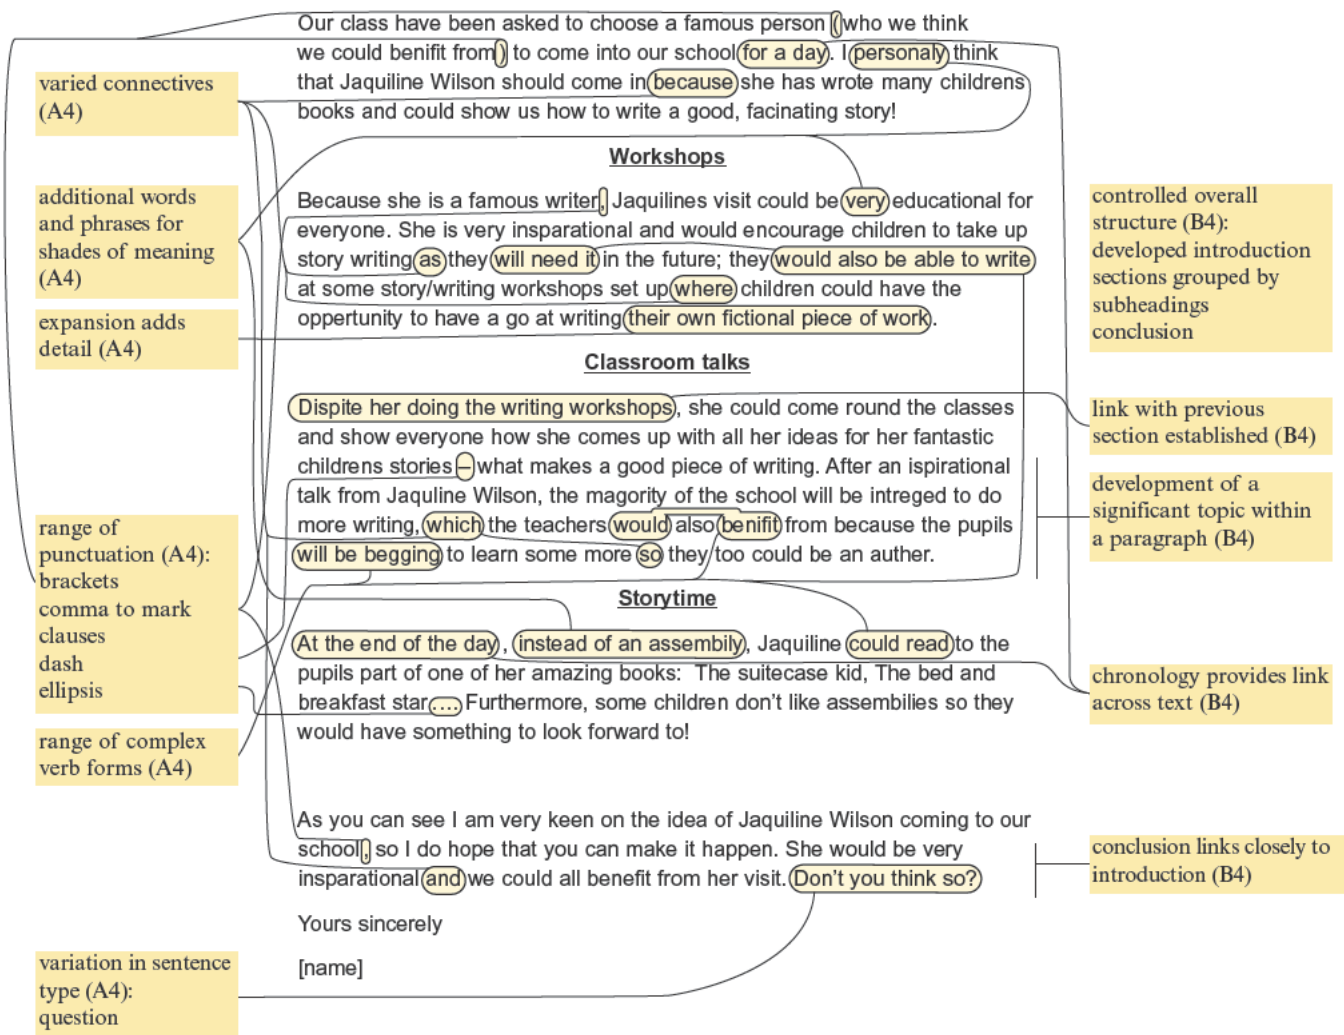 Our class have been asked to choose a famous person (who we think
we could benifit from) to come into our school for a day. I personaly think
that Jaquiline Wilson should come in because she has wrote many childrens
books and could show us how to write a good, facinating story!
Workshops
Because she is a famous writer, Jaquilines visit could be very educational for
everyone. She is very insparational and would encourage children to take up
story writing as they will need it in the future; they would also be able to write
at some story/writing workshops set up where children could have the
opportunity to have a go at writing their own fictional piece of work.
Classroom talks
Dispite her doing the writing workshops, she could come round the classes
and show everyone how she comes up with all her ideas for her fantastic
childrens stories – what makes a good piece of writing. After an ispirational
talk from Jaquline Wilson, the magority of the school will be intreged to do
more writing, which the teachers would also benifit from because the pupils
will be begging to learn some more so they too could be an auther.
Storytime
At the end of the day , instead of an assembily, Jaquiline could read to the
pupils part of one of her amazing books: The suitecase kid, The bed and
breakfast star.... Furthermore, some children don't like assembilies so they
would have something to look forward to!
As you can see I am very keen on the idea of Jaquiline Wilson coming to our
school, so I do hope that you can make it happen. She would be very
insparational and we could all benefit from her visit. Don't you think so?
Yours sincerely
[name]
varied connectives
(A4)
additional words
and phrases for
shades of meaning
(A4)
expansion adds
detail (A4)
range of
punctuation (A4):
brackets
comma to mark
clauses
dash
ellipsis
range of complex
verb forms (A4)
variation in sentence
type (A4):
question
controlled overall
structure (B4):
developed introduction
sections grouped by
subheadings
conclusion
link with previous
section established (B4)
development of a
significant topic within
a paragraph (B4)
chronology provides link
across text (B4)
conclusion links closely to
introduction (B4)